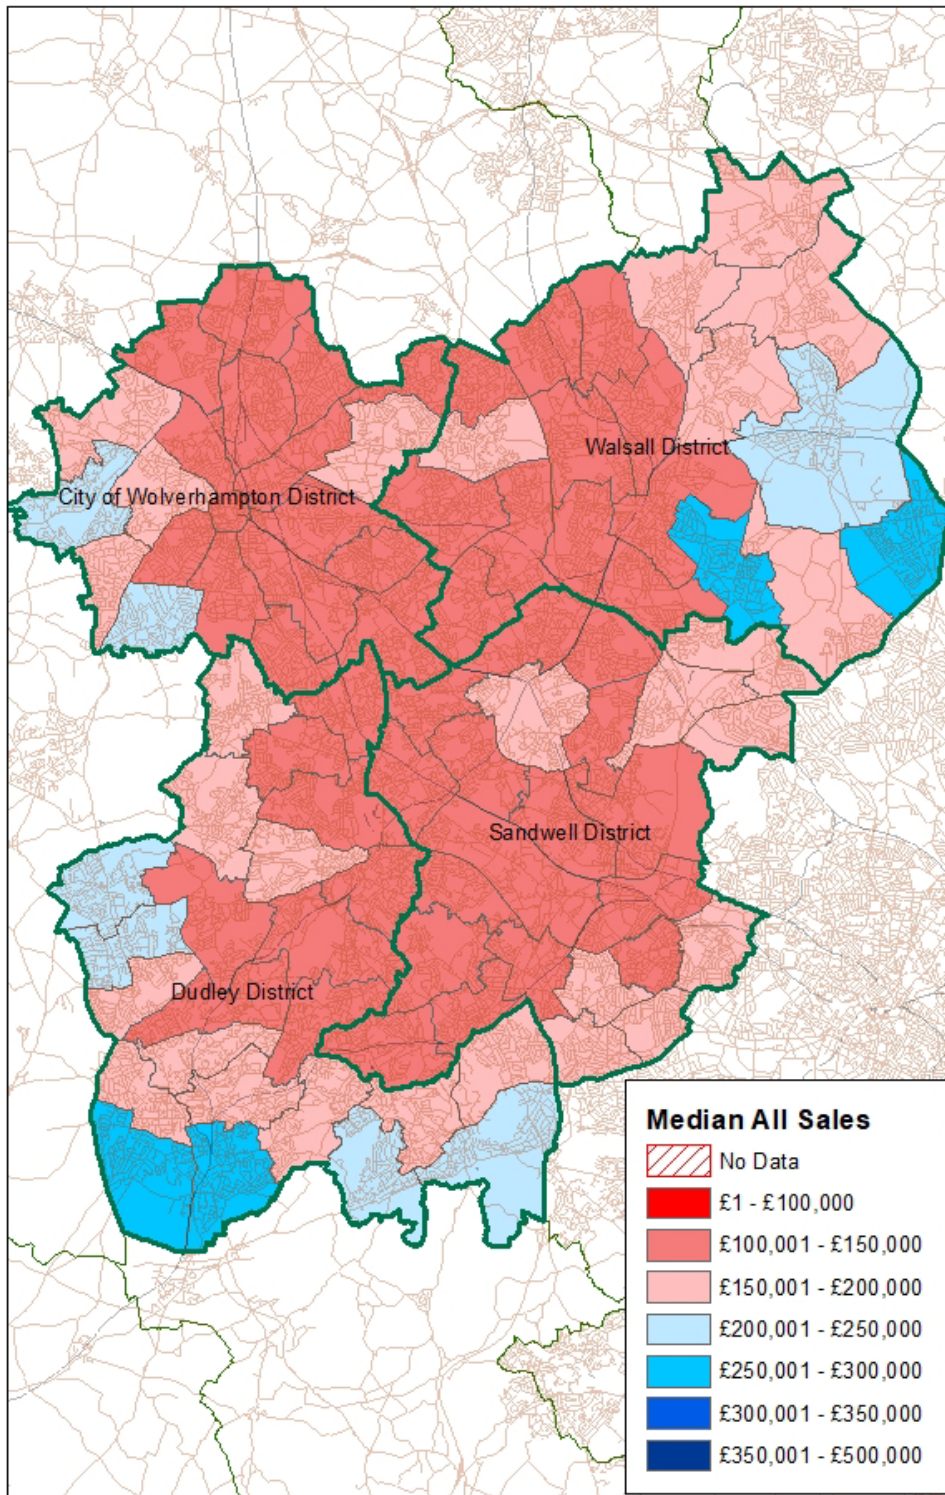 Walsall District
City of Wolverhampton District
Sandwell District
Dudley District
Median All Sales
No Data
£1 - £100,000
£100,001 - £150,000
£150,001 - £200,000
£200,001 - £250,000
£250,001 - £300,000
£300,001 - £350,000
£350,001 - £500,000